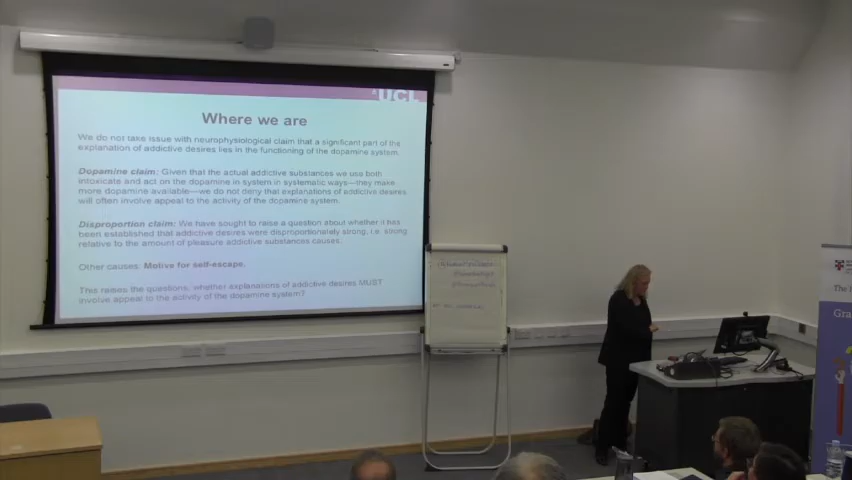 UCL
Where we are
We do not take issue with neurophysiological claim that a significant part of the
explanation of addictive desires lies in the functioning of the dopamine system.
Dopamine claim: Given that the actual addictive substances we use both
intoxicate and act on the dopamine in system in systematic ways—they make
more dopamine available—we do not deny that explanations of addictive desires
will often involve appeal to the activity of the dopamine system.
Disproportion claim: We have sought to raise a question about whether it has
been established that addictive desires were disproportionately strong, i.e. strong
relative to the amount of pleasure addictive substances causes.
Other causes: Motive for self-escape.
This raises the questions, whether explanations of addictive desires MUST
involve appeal to the activity of the dopamine system?
The
Gra